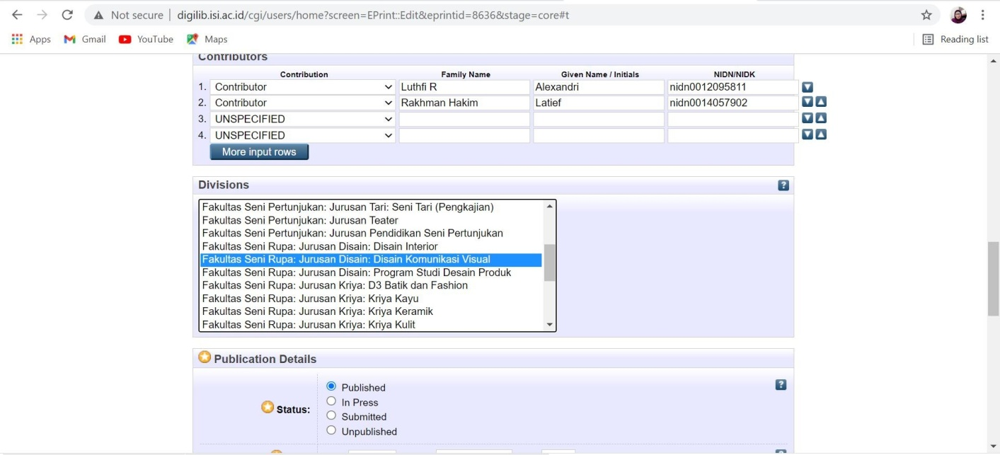 Not secure | digilib.isi.ac.id/cgi/users/home?screen=EPrint::Edit&eprintid=8636&stage=core#t
Apps Gmail YouTube Maps Reading list
Contributors
Contribution Family Name Given Name / Initials NIDN/NIDK
1. Contributor Luthfi R Alexandri nidn0012095811
2. Contributor Rakhman Hakim Latief nidn0014057902
3. UNSPECIFIED
4. UNSPECIFIED
More input rows
Divisions ?
Fakultas Seni Pertunjukan: Jurusan Tari: Seni Tari (Pengkajian)
Fakultas Seni Pertunjukan: Jurusan Teater
Fakultas Seni Pertunjukan: Jurusan Pendidikan Seni Pertunjukan
Fakultas Seni Rupa: Jurusan Disain: Disain Interior
Fakultas Seni Rupa: Jurusan Disain: Disain Komunikasi Visual
Fakultas Seni Rupa: Jurusan Disain: Program Studi Desain Produk
Fakultas Seni Rupa: Jurusan Kriya: D3 Batik dan Fashion
Fakultas Seni Rupa: Jurusan Kriya: Kriya Kayu
Fakultas Seni Rupa: Jurusan Kriya: Kriya Keramik
Fakultas Seni Rupa: Jurusan Kriya: Kriya Kulit
Publication Details
Published ?
In Press
Status:
Submitted
Unpublished